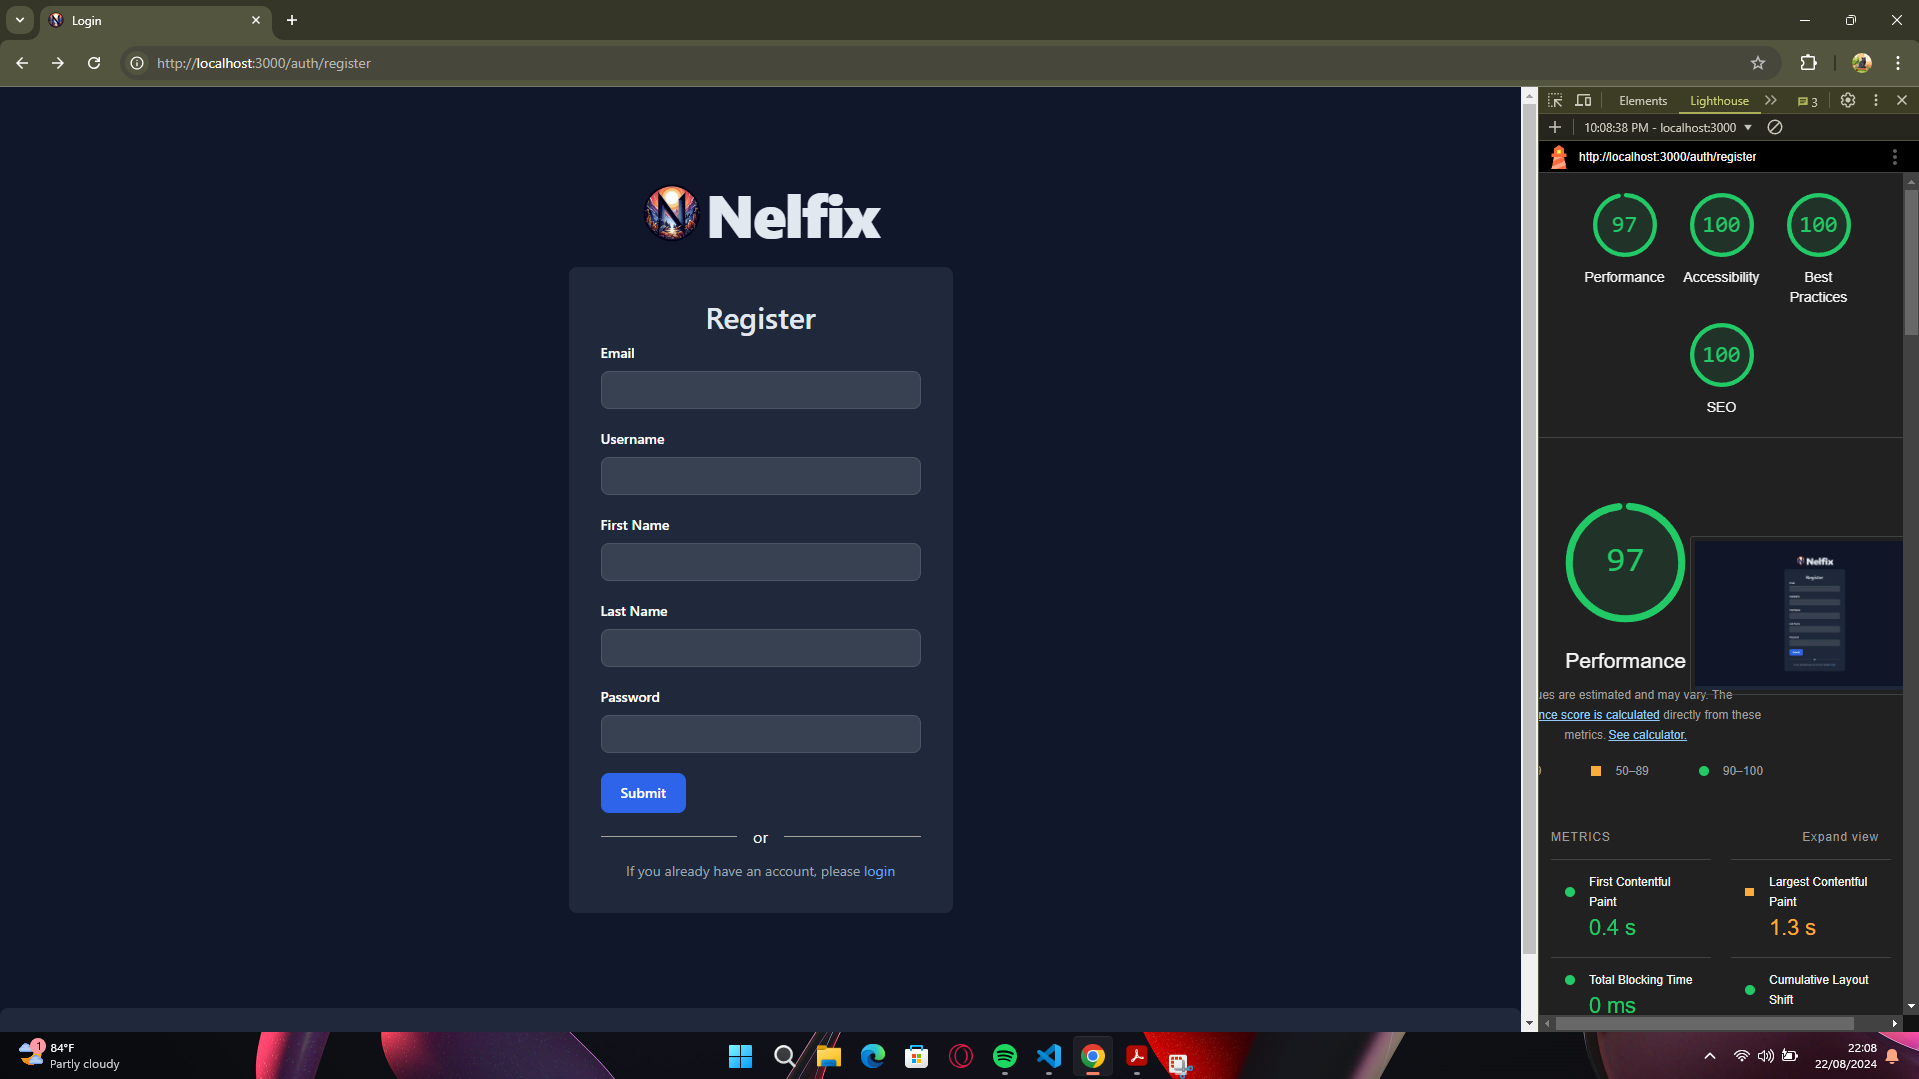 Login
http://localhost:3000/auth/register
Nelfix
Register
Email
Username
First Name
Last Name
Password
Submit
or
If you already have an account, please login
Elements
Lighthouse
3
10:08:38 PM - localhost:3000
http://localhost:3000/auth/register
97
100
100
Performance
Accessibility
Best
Practices
100
SEO
97
Nelfix
Register
Performance
ues are estimated and may vary. The
nce score is calculated directly from these
metrics. See calculator.
50–89
90–100
METRICS
Expand view
First Contentful
Paint
0.4 s
Largest Contentful
Paint
1.3 s
Total Blocking Time
0 ms
Cumulative Layout
Shift
1
84°F
Partly cloudy
22:08
22/08/2024